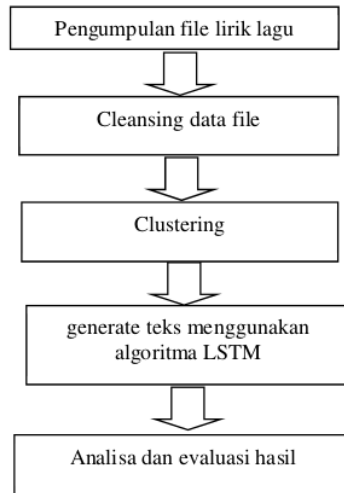 Pengumpulan file lirik lagu
Cleansing data file
Clustering
generate teks menggunakan
algoritma LSTM
Analisa dan evaluasi hasil